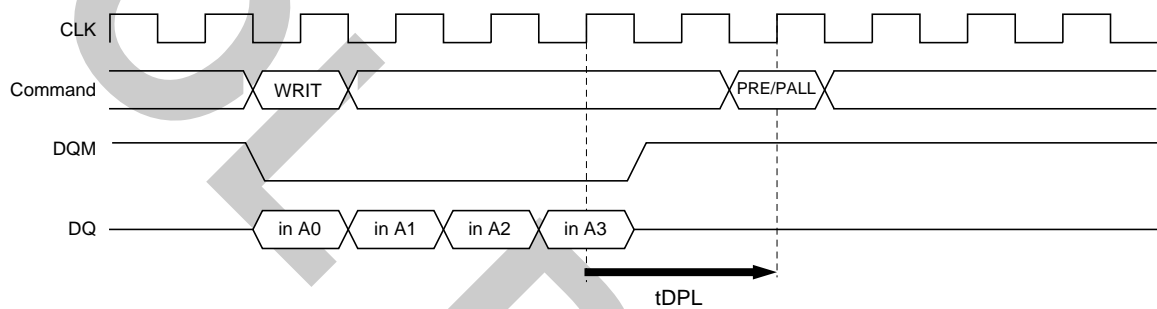 CLK
Command WRIT PRE/PALL
DQM
DQ in A0 in A1 in A2 in A3
tDPL